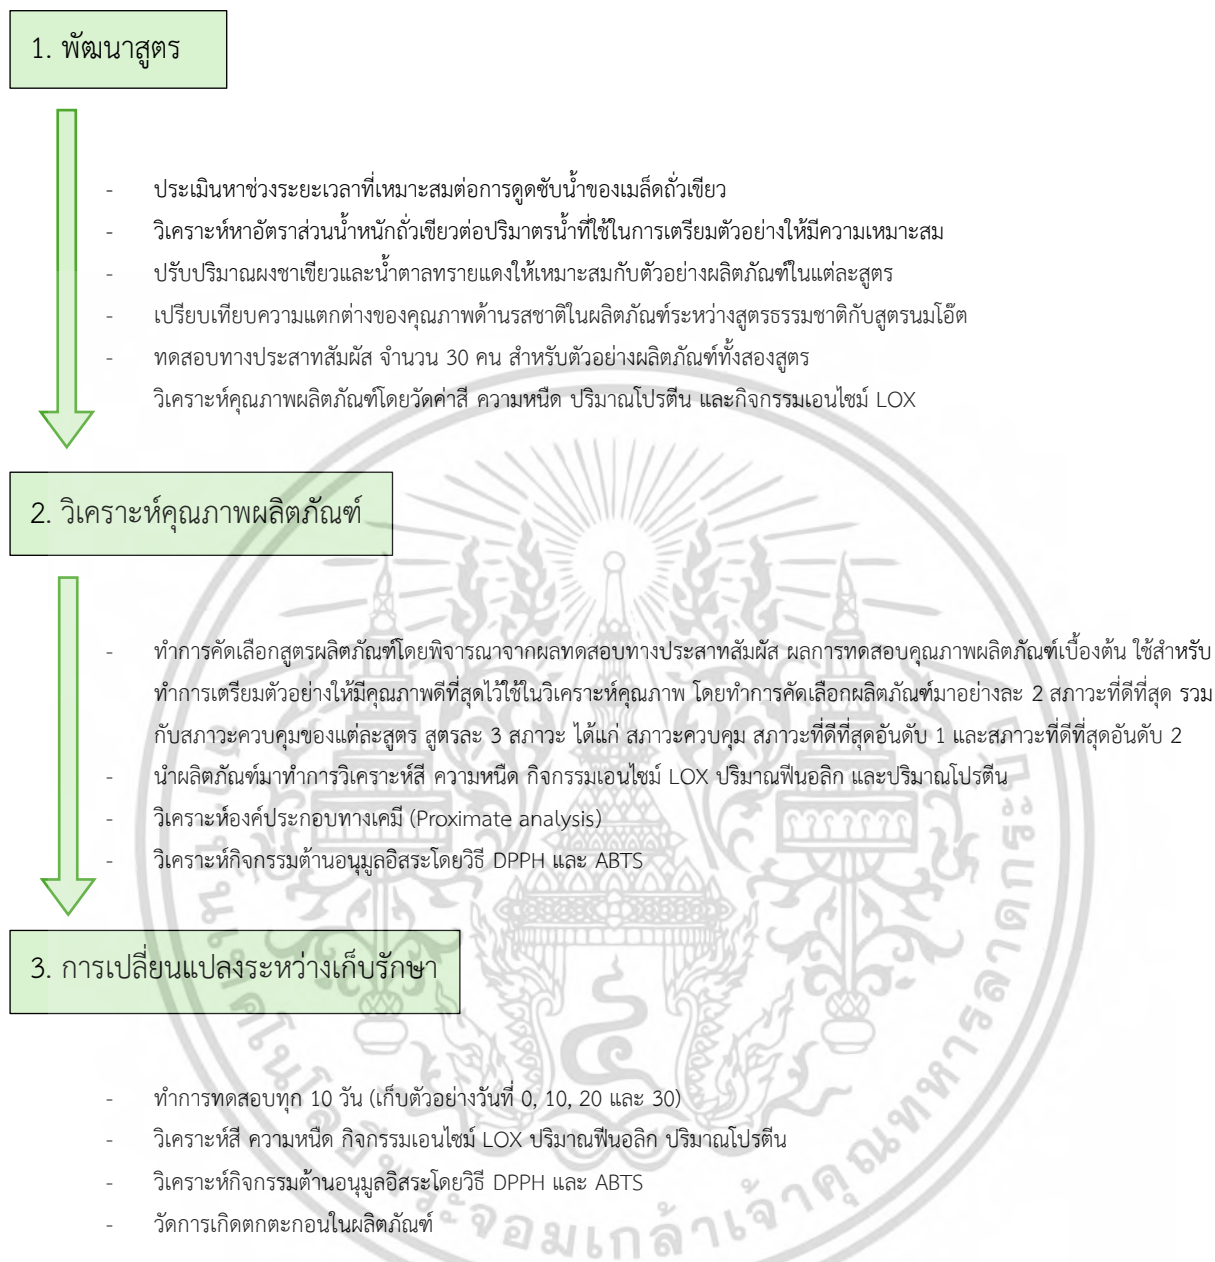 1. พัฒนาสูตร
- ประเมินหาช่วงระยะเวลาที่เหมาะสมต่อการดูดซับน้ำของเมล็ดถั่วเขียว
- วิเคราะห์หาอัตราส่วนน้ำหนักถั่วเขียวต่อปริมาตรน้ำที่ใช้ในการเตรียมตัวอย่างให้มีความเหมาะสม
- ปรับปริมาณผงชาเขียวและน้ำตาลทรายแดงให้เหมาะสมกับตัวอย่างผลิตภัณฑ์ในแต่ละสูตร
- เปรียบเทียบความแตกต่างของคุณภาพด้านรสชาติในผลิตภัณฑ์ระหว่างสูตรธรรมชาติกับสูตรนมโอ๊ต
- ทดสอบทางประสาทสัมผัส จำนวน 30 คน สำหรับตัวอย่างผลิตภัณฑ์ทั้งสองสูตร
วิเคราะห์คุณภาพผลิตภัณฑ์โดยวัดค่าสี ความหนืด ปริมาณโปรตีน และกิจกรรมเอนไซม์ LOX
2. วิเคราะห์คุณภาพผลิตภัณฑ์
- ทำการคัดเลือกสูตรผลิตภัณฑ์โดยพิจารณาจากผลทดสอบทางประสาทสัมผัส ผลการทดสอบคุณภาพผลิตภัณฑ์เบื้องต้น ใช้สำหรับ
ทำการเตรียมตัวอย่างให้มีคุณภาพดีที่สุดไว้ใช้ในวิเคราะห์คุณภาพ โดยทำการคัดเลือกผลิตภัณฑ์มาอย่างละ 2 สภาวะที่ดีที่สุด รวม
กับสภาวะควบคุมของแต่ละสูตร สูตรละ 3 สภาวะ ได้แก่ สภาวะควบคุม สภาวะที่ดีที่สุดอันดับ 1 และสภาวะที่ดีที่สุดอันดับ 2
- นำผลิตภัณฑ์มาทำการวิเคราะห์สี ความหนืด กิจกรรมเอนไซม์ LOX ปริมาณฟีนอลิก และปริมาณโปรตีน
- วิเคราะห์องค์ประกอบทางเคมี (Proximate analysis)
- วิเคราะห์กิจกรรมต้านอนุมูลอิสระโดยวิธี DPPH และ ABTS
3. การเปลี่ยนแปลงระหว่างเก็บรักษา
- ทำการทดสอบทุก 10 วัน (เก็บตัวอย่างวันที่ 0, 10, 20 และ 30)
- วิเคราะห์สี ความหนืด กิจกรรมเอนไซม์ LOX ปริมาณฟีนอลิก ปริมาณโปรตีน
- วิเคราะห์กิจกรรมต้านอนุมูลอิสระโดยวิธี DPPH และ ABTS
- วัดการเกิดตกตะกอนในผลิตภัณฑ์
พระจอมเกล้าเจ้าคุณทหารลาดกระบัง